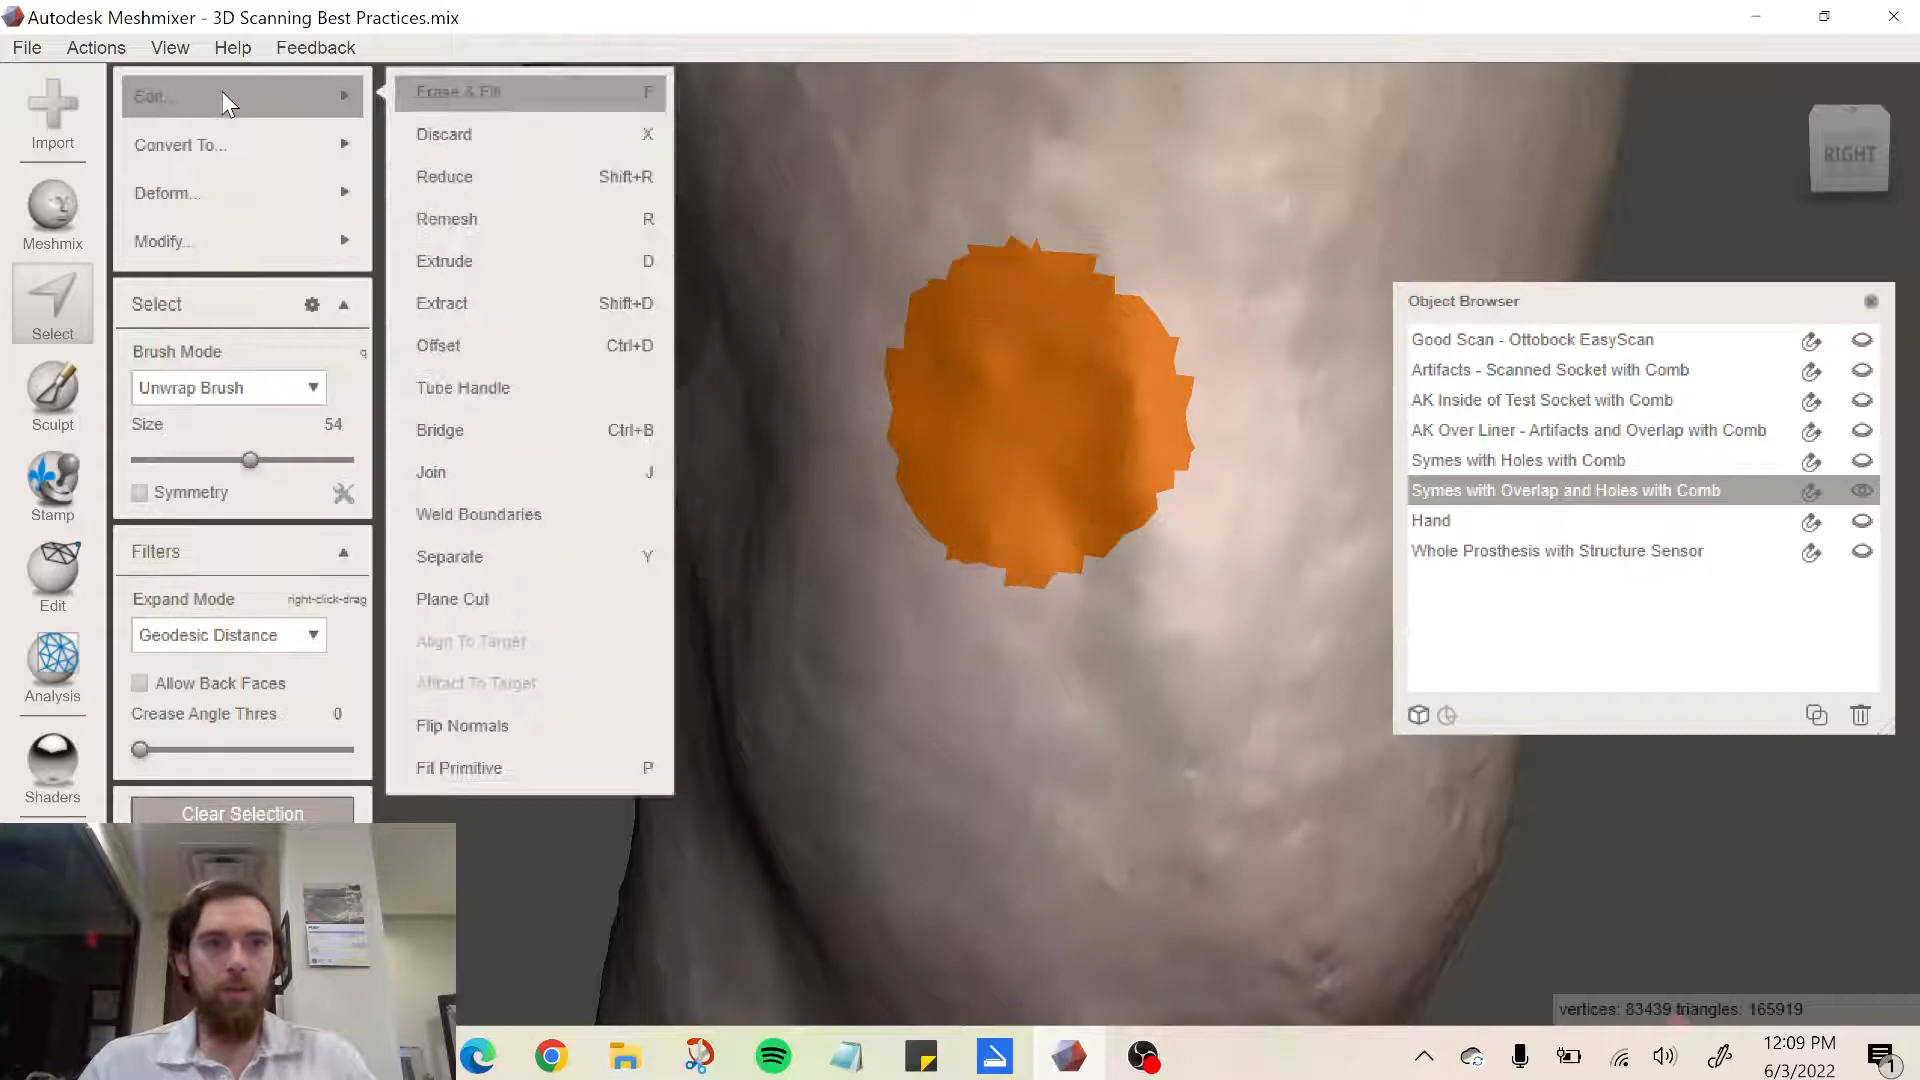 Autodesk Meshmixer - 3D Scanning Best Practices.mix
File Actions View Help Feedback
Import
Meshmix
Select
Sculpt
Stamp
Edit
Analysis
Shaders
Edit...
Convert To...
Deform...
Modify...
Select
Brush Mode q
Unwrap Brush
Size 54
Symmetry
Filters
Expand Mode right-click-drag
Geodesic Distance
Allow Back Faces
Crease Angle Thres 0
Clear Selection
Erase & Fill F
Discard X
Reduce Shift+R
Remesh R
Extrude D
Extract Shift+D
Offset Ctrl+D
Tube Handle
Bridge Ctrl+B
Join J
Weld Boundaries
Separate Y
Plane Cut
Align To Target
Attract To Target
Flip Normals
Fit Primitive P
RIGHT
Object Browser
Good Scan - Ottobock EasyScan
Artifacts - Scanned Socket with Comb
AK Inside of Test Socket with Comb
AK Over Liner - Artifacts and Overlap with Comb
Symes with Holes with Comb
Symes with Overlap and Holes with Comb
Hand
Whole Prosthesis with Structure Sensor
vertices: 83439 triangles: 165919
12:09 PM
6/3/2022
1